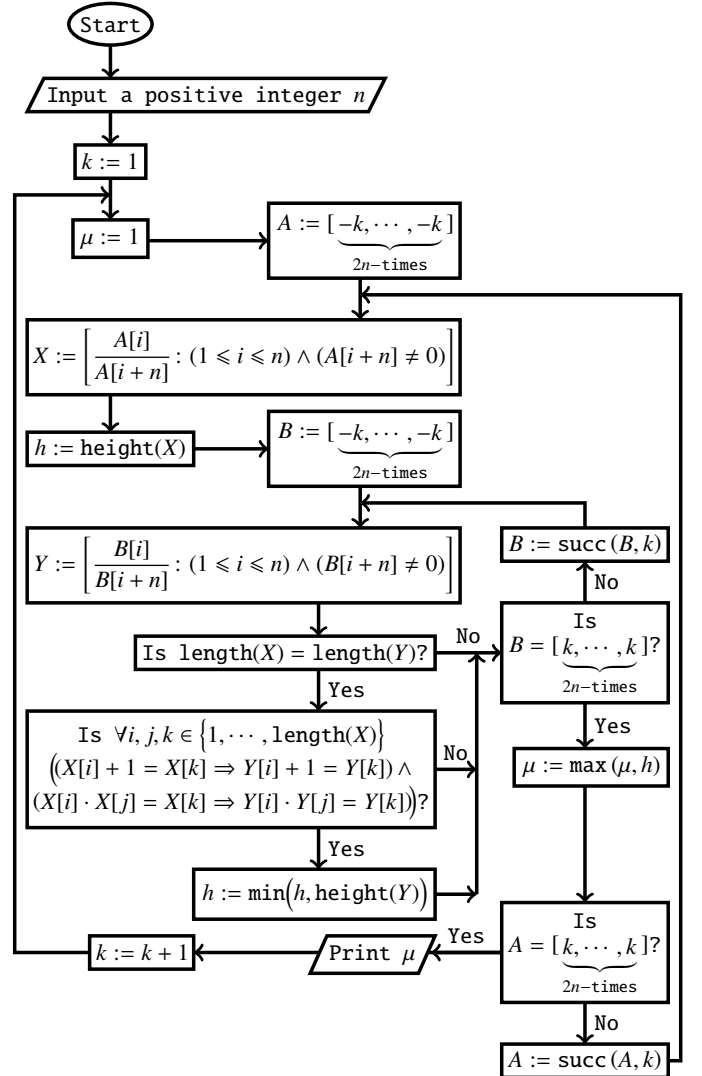 Start
Input a positive integer n
k := 1
μ := 1
A := [ −k, ⋯ , −k ]
2n−times
X := [ A[i] / A[i + n] : (1 ⩽ i ⩽ n) ∧ (A[i + n] ≠ 0) ]
h := height(X)
B := [ −k, ⋯ , −k ]
2n−times
Y := [ B[i] / B[i + n] : (1 ⩽ i ⩽ n) ∧ (B[i + n] ≠ 0) ]
B := succ (B, k)
No
Is length(X) = length(Y)?
No
Is
B = [k, ⋯ , k]?
2n−times
Yes
Yes
Is ∀i, j, k ∈ {1, ⋯ , length(X)}
((X[i] + 1 = X[k] ⇒ Y[i] + 1 = Y[k]) ∧
(X[i] · X[j] = X[k] ⇒ Y[i] · Y[j] = Y[k]))?
No
μ := max (μ, h)
Yes
h := min(h, height(Y))
Is
A = [k, ⋯ , k]?
2n−times
Yes
Print μ
k := k + 1
No
A := succ (A, k)